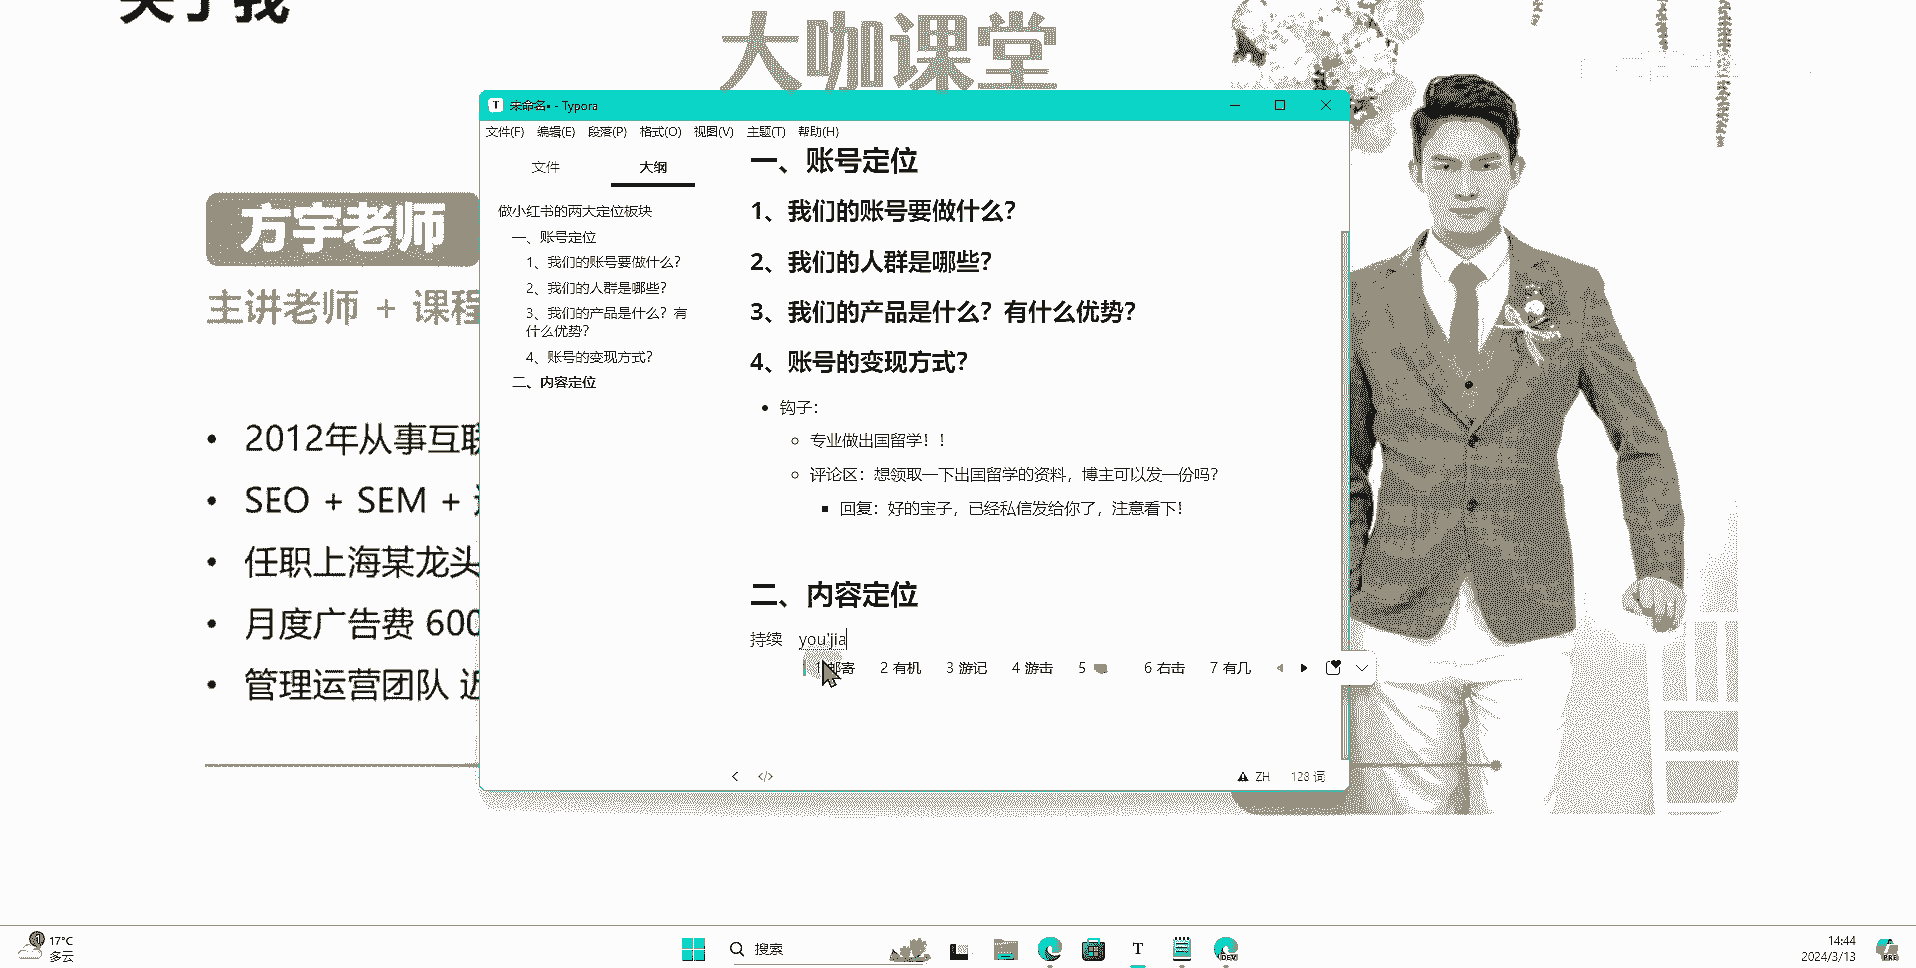 关于我
大咖课堂
方宇老师
主讲老师 + 课程
2012年从事互联
SEO + SEM +
任职上海某龙头
月度广告费 600
管理运营团队 近
未命名• - Typora
文件(F) 编辑(E) 段落(P) 格式(O) 视图(V) 主题(T) 帮助(H)
文件 大纲
做小红书的两大定位板块
一、账号定位
1、我们的账号要做什么?
2、我们的人群是哪些?
3、我们的产品是什么? 有
什么优势?
4、账号的变现方式?
二、内容定位
一、账号定位
1、我们的账号要做什么?
2、我们的人群是哪些?
3、我们的产品是什么? 有什么优势?
4、账号的变现方式?
钩子:
专业做出国留学! !
评论区: 想领取一下出国留学的资料, 博主可以发一份吗?
回复: 好的宝子, 已经私信发给你了, 注意看下!
二、内容定位
持续 you'jia
1 邮寄 2 有机 3 游记 4 游击 5 6 右击 7 有几
</> ZH 128 词
1
17°C
多云
搜索
T
DEV
14:44
2024/3/13
PRE